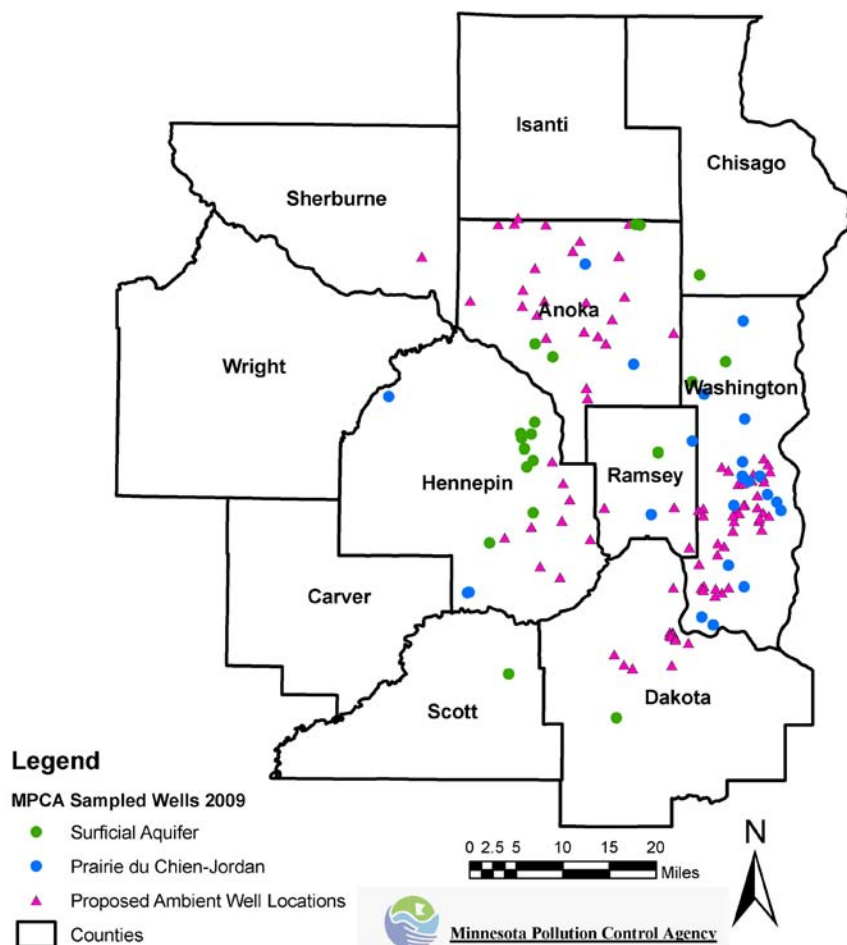 Isanti
Chisago
Sherburne
Anoka
Wright
Washington
Hennepin
Ramsey
Carver
Scott
Dakota
Legend
MPCA Sampled Wells 2009
Surficial Aquifer
Prairie du Chien-Jordan
Proposed Ambient Well Locations
Counties
0 2.5 5 10 15 20
Miles
N
Minnesota Pollution Control Agency